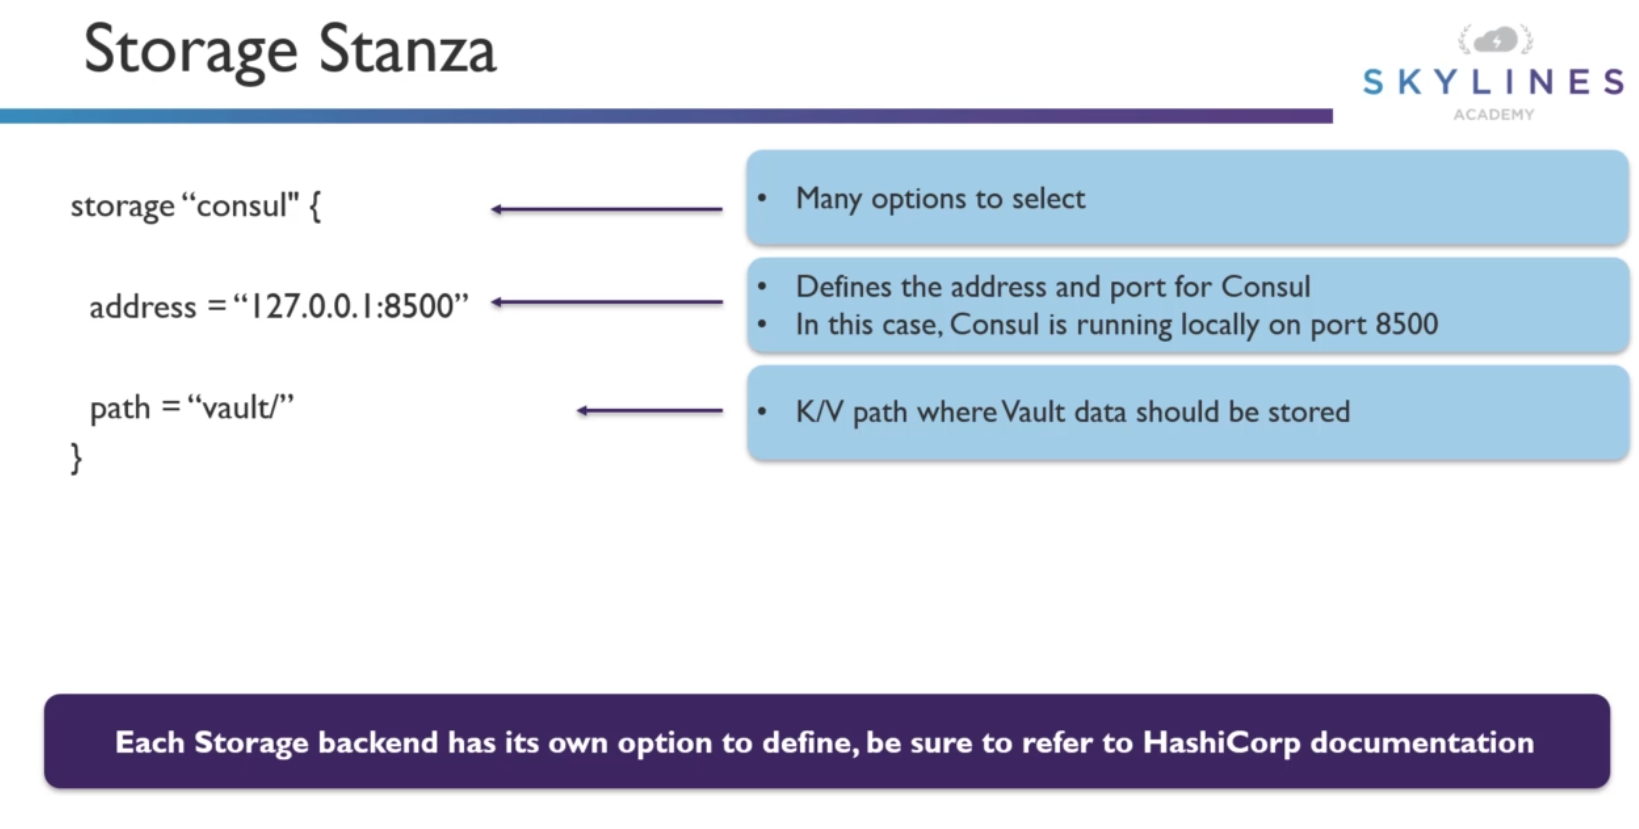 Storage Stanza
SKYLINES
ACADEMY
storage “consul" {
• Many options to select
address = “127.0.0.1:8500”
• Defines the address and port for Consul
• In this case, Consul is running locally on port 8500
path = “vault/”
• K/V path where Vault data should be stored
}
Each Storage backend has its own option to define, be sure to refer to HashiCorp documentation